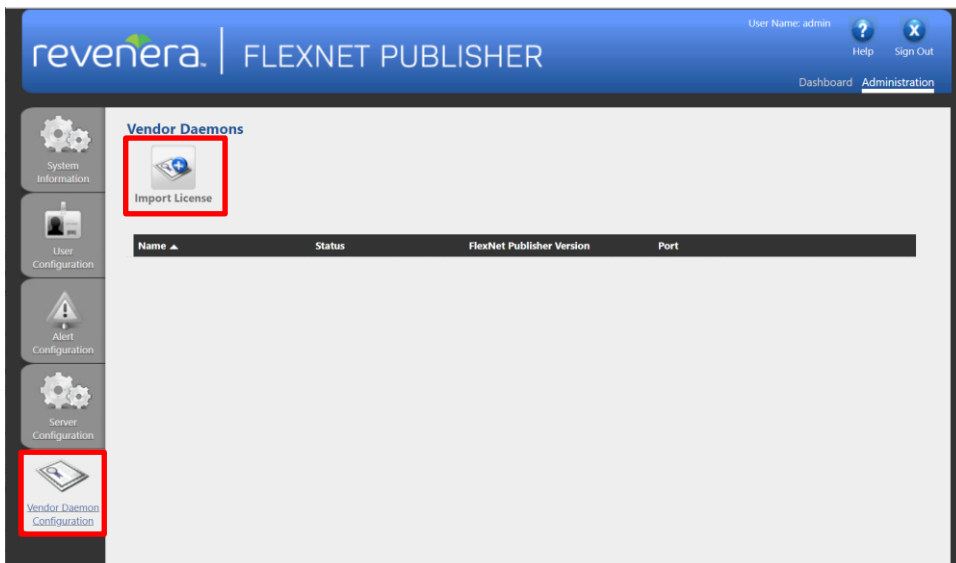 User Name: admin
revenera. FLEXNET PUBLISHER
? Help
X Sign Out
Dashboard Administration
System
Information
User
Configuration
Alert
Configuration
Server
Configuration
Vendor Daemon
Configuration
Vendor Daemons
Import License
Name Status FlexNet Publisher Version Port